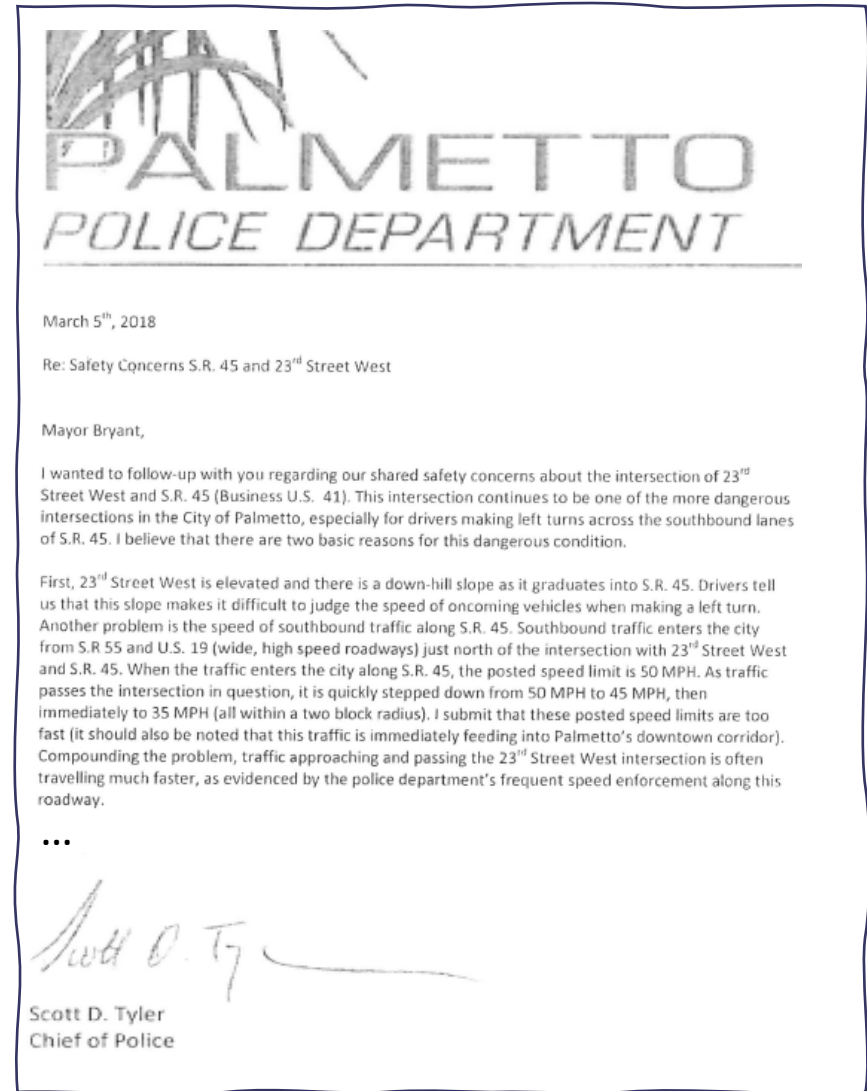 PALMETTO
POLICE DEPARTMENT
March 5th, 2018
Re: Safety Concerns S.R. 45 and 23rd Street West
Mayor Bryant,
I wanted to follow-up with you regarding our shared safety concerns about the intersection of 23rd
Street West and S.R. 45 (Business U.S. 41). This intersection continues to be one of the more dangerous
intersections in the City of Palmetto, especially for drivers making left turns across the southbound lanes
of S.R. 45. I believe that there are two basic reasons for this dangerous condition.
First, 23rd Street West is elevated and there is a down-hill slope as it graduates into S.R. 45. Drivers tell
us that this slope makes it difficult to judge the speed of oncoming vehicles when making a left turn.
Another problem is the speed of southbound traffic along S.R. 45. Southbound traffic enters the city
from S.R 55 and U.S. 19 (wide, high speed roadways) just north of the intersection with 23rd Street West
and S.R. 45. When the traffic enters the city along S.R. 45, the posted speed limit is 50 MPH. As traffic
passes the intersection in question, it is quickly stepped down from 50 MPH to 45 MPH, then
immediately to 35 MPH (all within a two block radius). I submit that these posted speed limits are too
fast (it should also be noted that this traffic is immediately feeding into Palmetto's downtown corridor).
Compounding the problem, traffic approaching and passing the 23rd Street West intersection is often
travelling much faster, as evidenced by the police department's frequent speed enforcement along this
roadway.
...
Scott D. Ty
Scott D. Tyler
Chief of Police